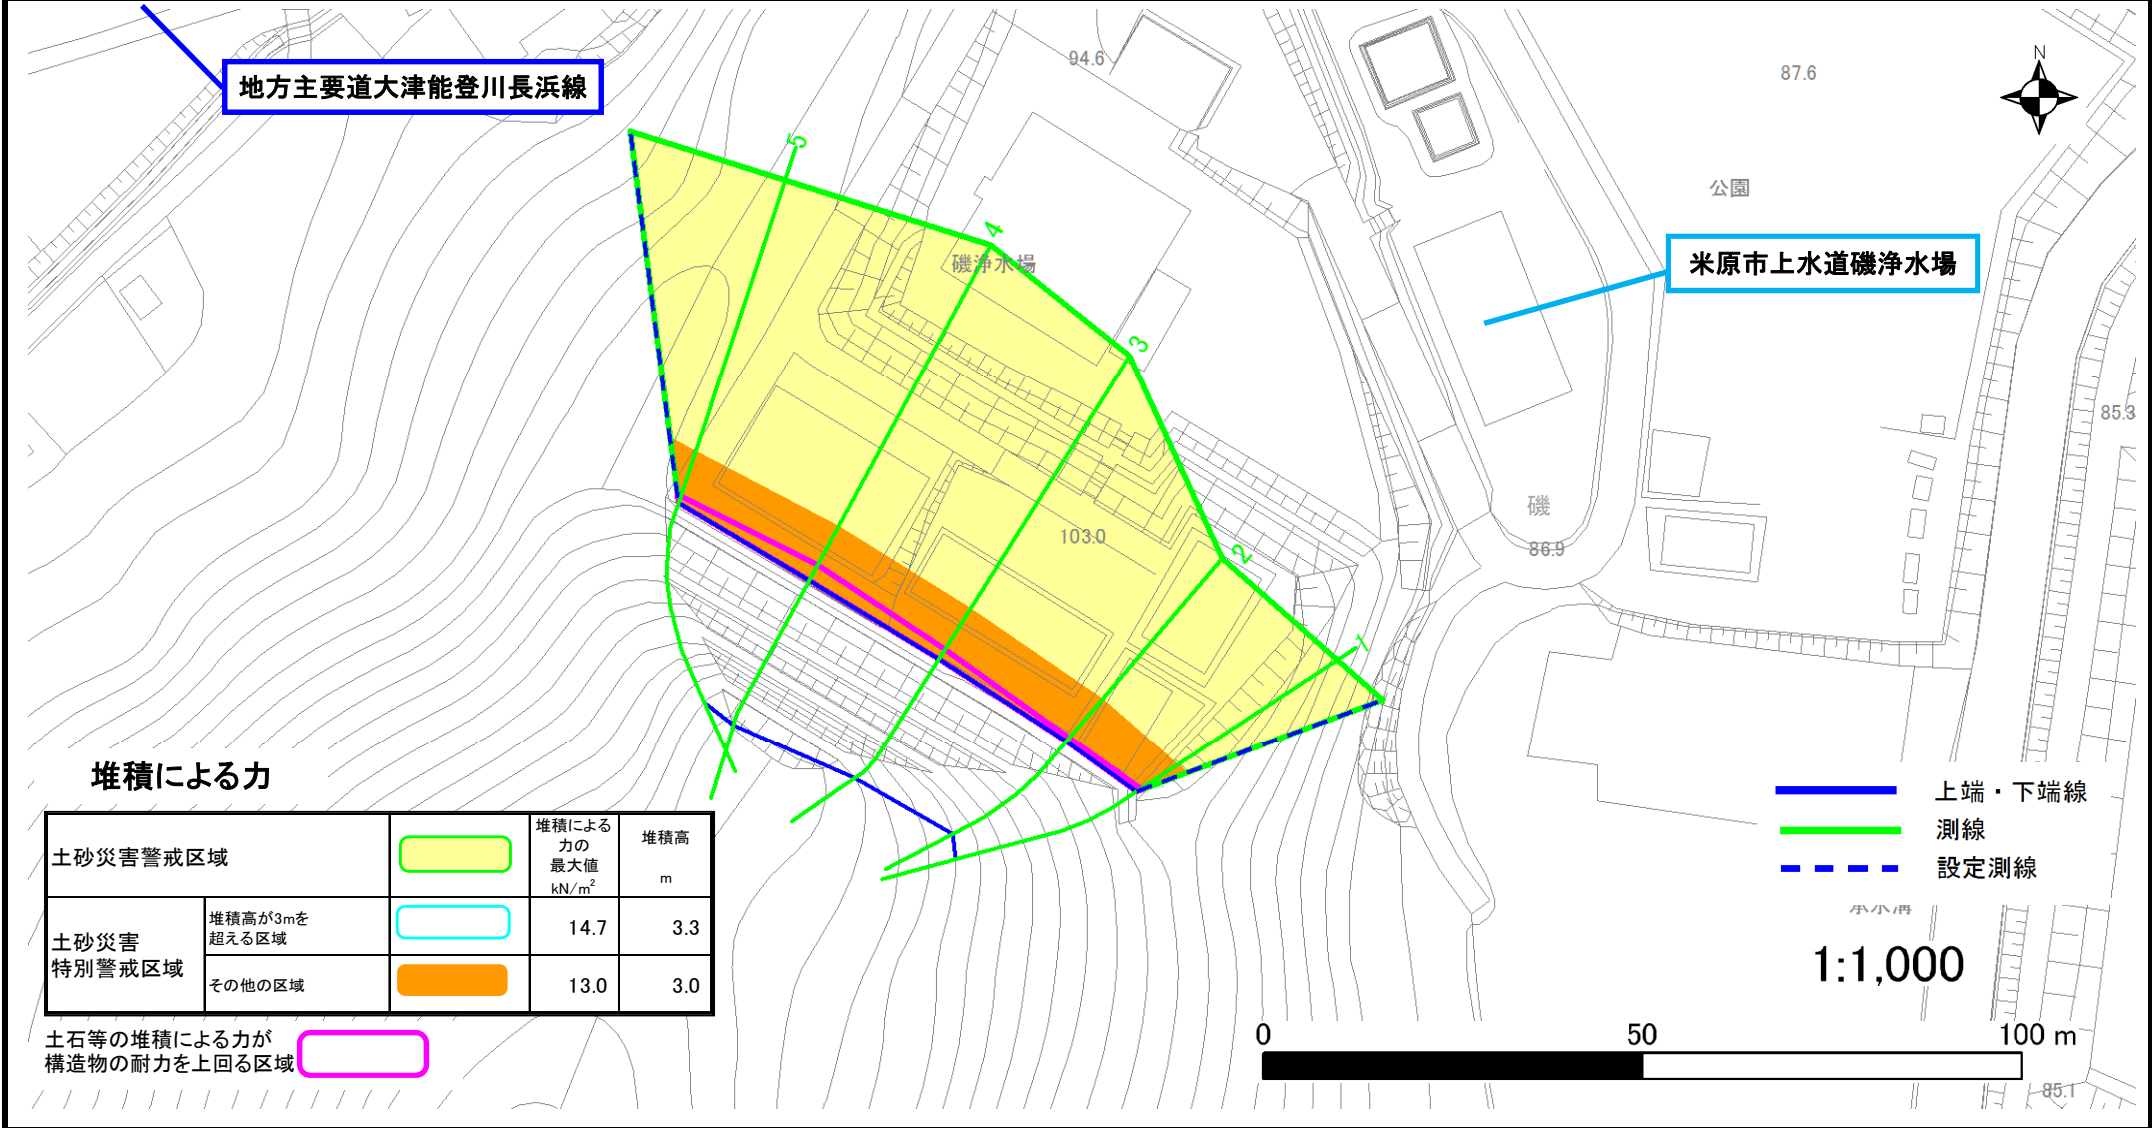 地方主要道大津能登川長浜線
94.6
87.6
N
公園
5
4
磯浄水場
米原市上水道磯浄水場
3
85.3
磯
103.0
86.9
2
1
堆積による力
土砂災害警戒区域
堆積による
力の
最大値
kN/m²
堆積高
m
土砂災害
特別警戒区域
堆積高が3mを
超える区域
14.7
3.3
その他の区域
13.0
3.0
土石等の堆積による力が
構造物の耐力を上回る区域
上端・下端線
測線
設定測線
承水溝
1:1,000
0
50
100 m
85.1